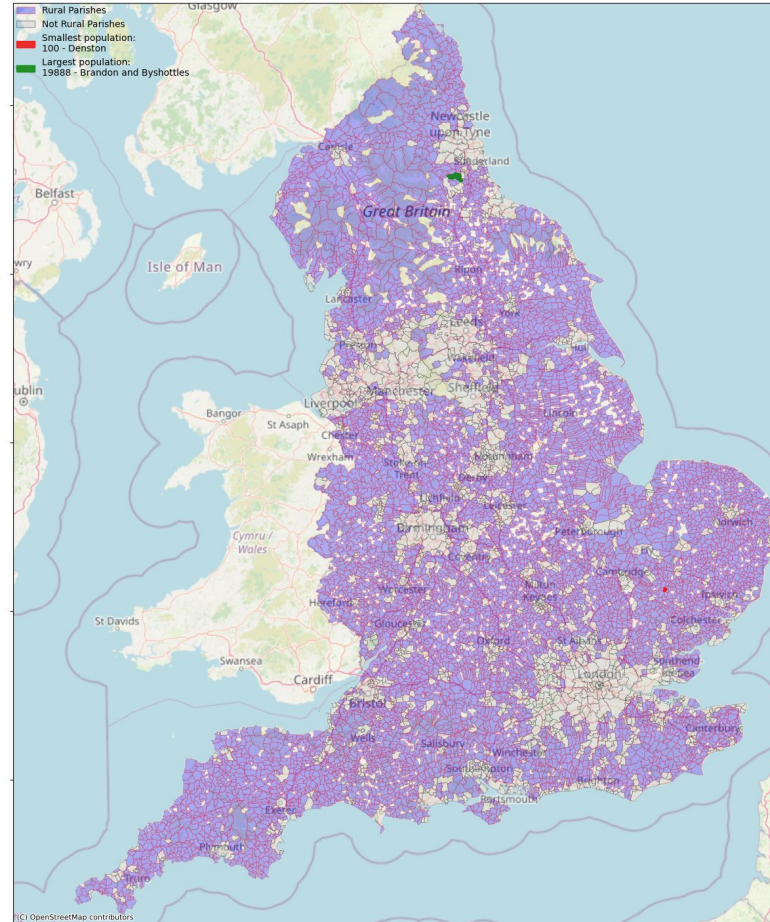 Glasgow
Rural Parishes
Not Rural Parishes
Smallest population:
100 - Denston
Largest population:
19888 - Brandon and Byshottles
Newcastle
upon Tyne
Carlisle
Sunderland
Belfast
Great Britain
Isle of Man
Ripon
Lancaster
York
Leeds
Preston
Hull
Wakefield
Manchester
Sheffield
Liverpool
Bangor
St Asaph
Lincoln
Chester
Wrexham
Nottingham
Stoke-on-
Trent
Derby
Lichfield
Leicester
Norwich
Birmingham
Peterborough
Cymru /
Wales
Ely
Coventry
Cambridge
Milton
Keynes
Worcester
Hereford
Ipswich
St Davids
Gloucester
Colchester
Oxford
St Albans
Swansea
Southend
-on-Sea
Cardiff
London
Bristol
Canterbury
Wells
Salisbury
Winchester
Southampton
Brighton
Portsmouth
Exeter
Plymouth
Truro
(C) OpenStreetMap contributors